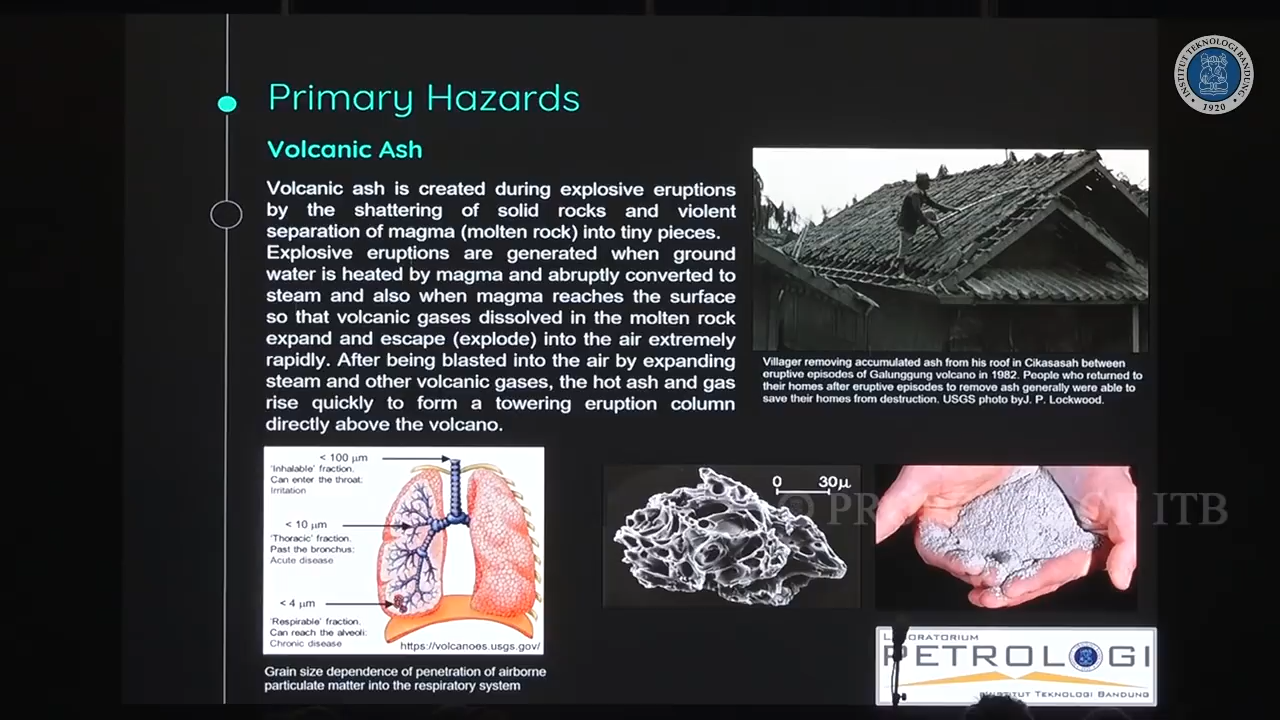 INSTITUT TEKNOLOGI BANDUNG
1920
Primary Hazards
Volcanic Ash
Volcanic ash is created during explosive eruptions
by the shattering of solid rocks and violent
separation of magma (molten rock) into tiny pieces.
Explosive eruptions are generated when ground
water is heated by magma and abruptly converted to
steam and also when magma reaches the surface
so that volcanic gases dissolved in the molten rock
expand and escape (explode) into the air extremely
rapidly. After being blasted into the air by expanding
steam and other volcanic gases, the hot ash and gas
rise quickly to form a towering eruption column
directly above the volcano.
Villager removing accumulated ash from his roof in Cikasasah between
eruptive episodes of Galunggung volcano in 1982. People who returned to
their homes after eruptive episodes to remove ash generally were able to
save their homes from destruction. USGS photo byJ. P. Lockwood.
< 100 µm
'Inhalable' fraction.
Can enter the throat:
Irritation
< 10 µm
'Thoracic' fraction.
Past the bronchus:
Acute disease
< 4 µm
'Respirable' fraction.
Can reach the alveoli:
Chronic disease
https://volcanoes.usgs.gov/
Grain size dependence of penetration of airborne
particulate matter into the respiratory system
0 30µ
© ITB
LABORATORIUM
PETROLOGI
INSTITUT TEKNOLOGI BANDUNG